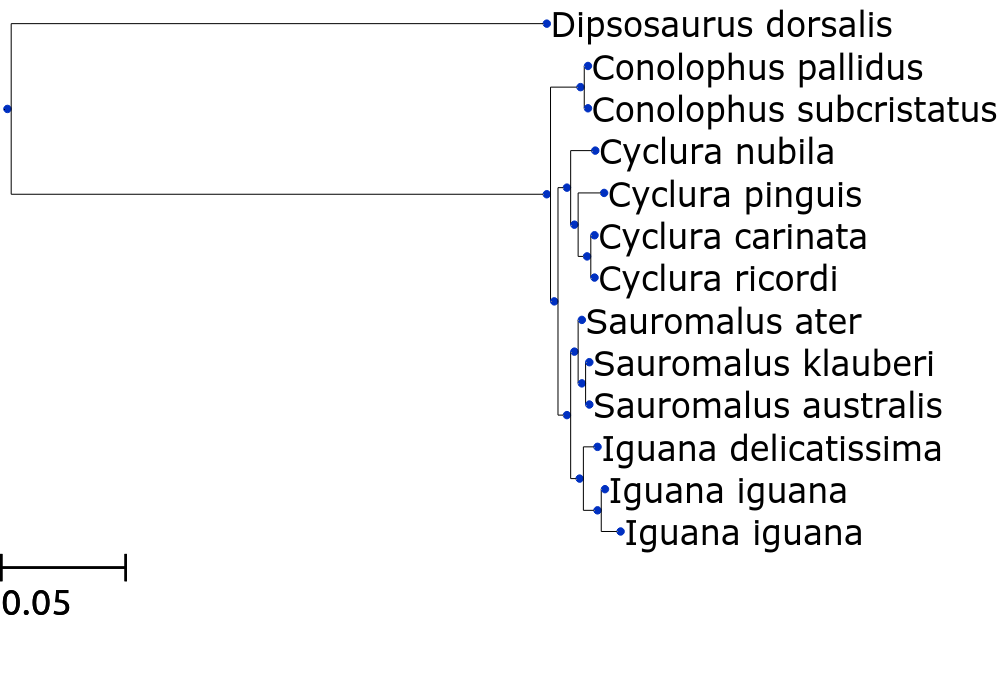 Dipsosaurus dorsalis
Conolophus pallidus
Conolophus subcristatus
Cyclura nubila
Cyclura pinguis
Cyclura carinata
Cyclura ricordi
Sauromalus ater
Sauromalus klauberi
Sauromalus australis
Iguana delicatissima
Iguana iguana
Iguana iguana
0.05